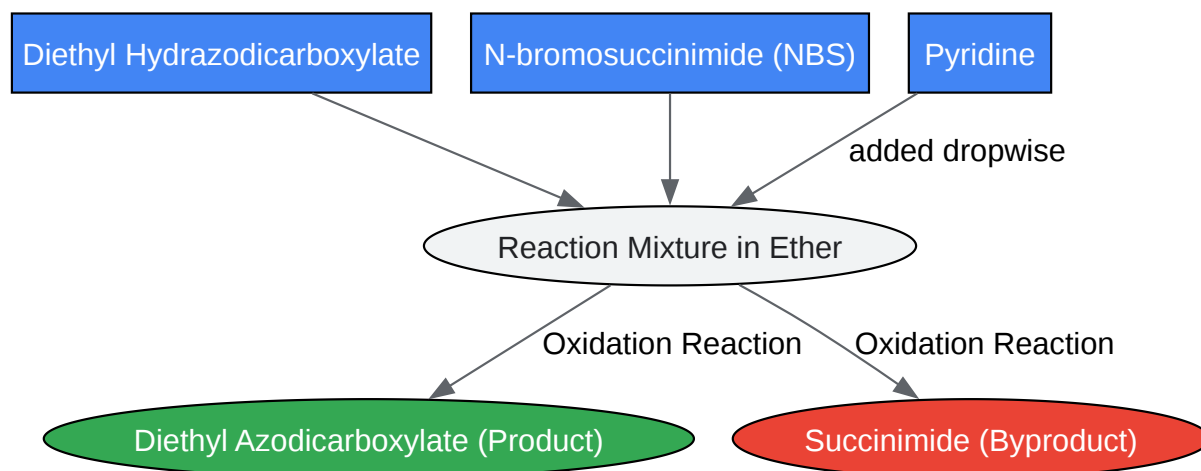 Diethyl Hydrazodicarboxylate
N-bromosuccinimide (NBS)
Pyridine
added dropwise
Reaction Mixture in Ether
Oxidation Reaction
Oxidation Reaction
Diethyl Azodicarboxylate (Product)
Succinimide (Byproduct)